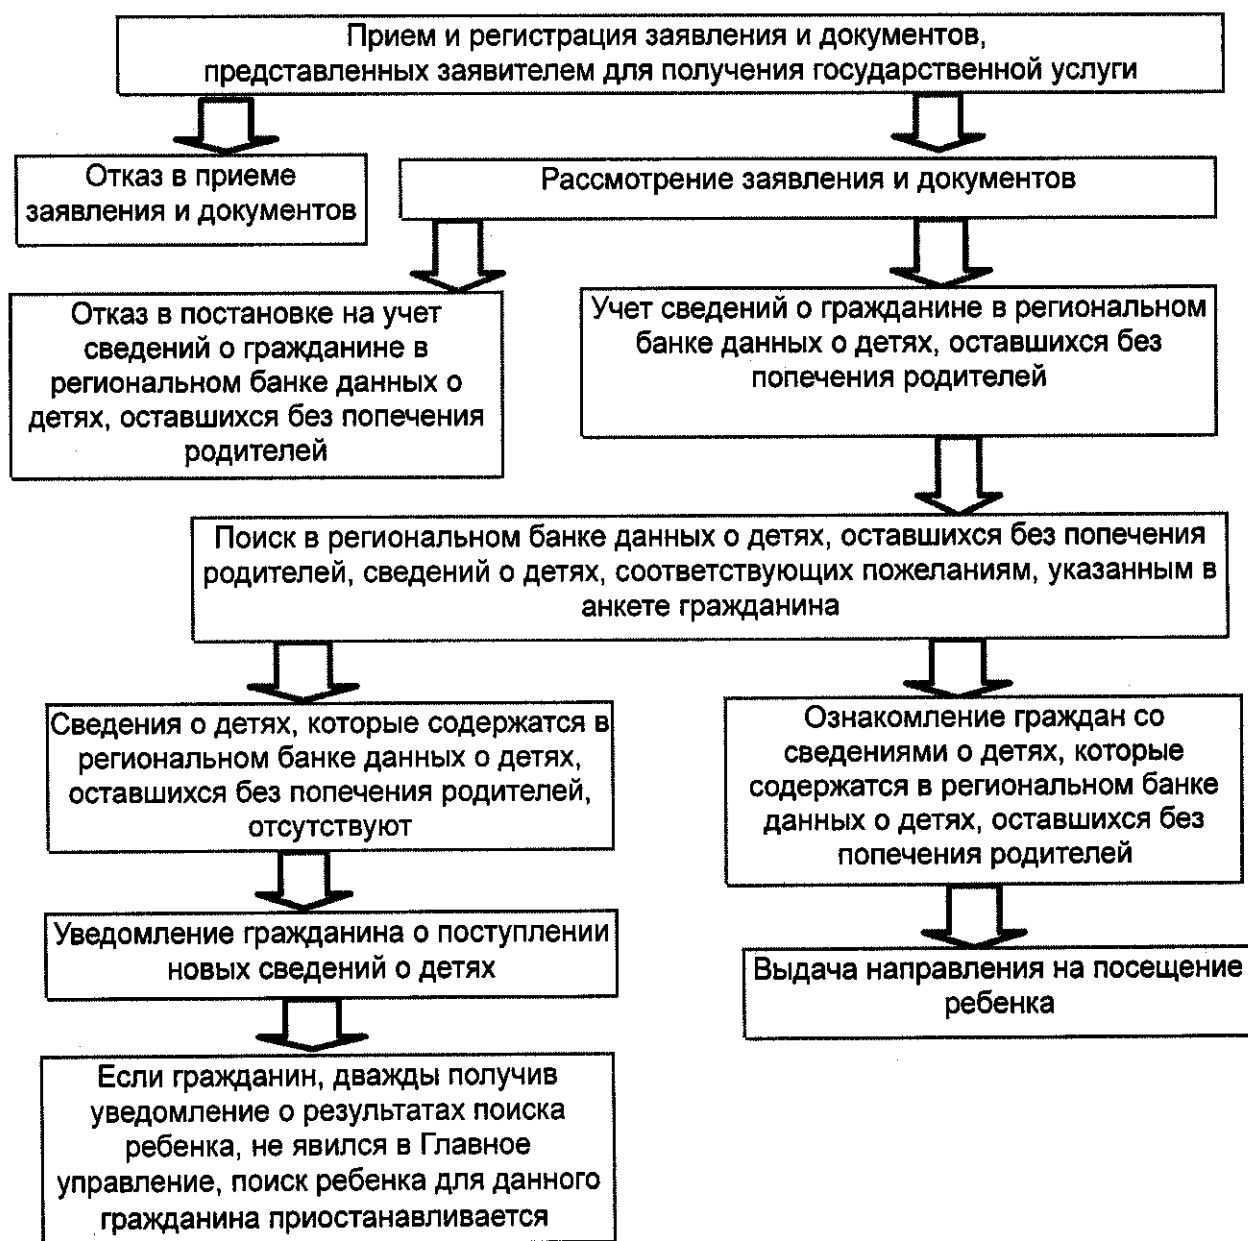 Прием и регистрация заявления и документов,
представленных заявителем для получения государственной услуги
Отказ в приеме
заявления и документов
Рассмотрение заявления и документов
Отказ в постановке на учет
сведений о гражданине в
региональном банке данных о
детях, оставшихся без попечения
родителей
Учет сведений о гражданине в региональном
банке данных о детях, оставшихся без
попечения родителей
Поиск в региональном банке данных о детях, оставшихся без попечения
родителей, сведений о детях, соответствующих пожеланиям, указанным в
анкете гражданина
Сведения о детях, которые содержатся в
региональном банке данных о детях,
оставшихся без попечения родителей,
отсутствуют
Ознакомление граждан со
сведениями о детях, которые
содержатся в региональном банке
данных о детях, оставшихся без
попечения родителей
Уведомление гражданина о поступлении
новых сведений о детях
Выдача направления на посещение
ребенка
Если гражданин, дважды получив
уведомление о результатах поиска
ребенка, не явился в Главное
управление, поиск ребенка для данного
гражданина приостанавливается